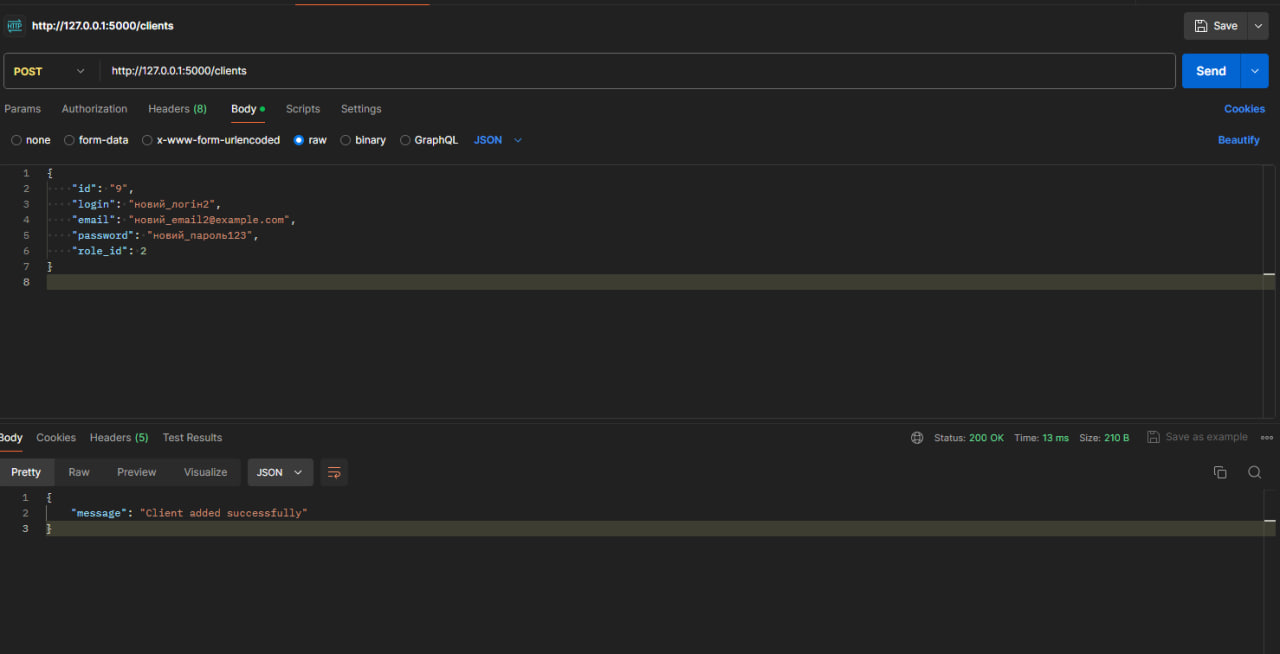 HTTP http://127.0.0.1:5000/clients Save
POST http://127.0.0.1:5000/clients Send
Params Authorization Headers (8) Body Scripts Settings Cookies
none form-data x-www-form-urlencoded raw binary GraphQL JSON Beautify
1 {
2 "id": "9",
3 "login": "новий_логін2",
4 "email": "новий_email2@example.com",
5 "password": "новий_пароль123",
6 "role_id": 2
7 }
8
Body Cookies Headers (5) Test Results Status: 200 OK Time: 13 ms Size: 210 B Save as example
Pretty Raw Preview Visualize JSON
1 {
2 "message": "Client added successfully"
3 }